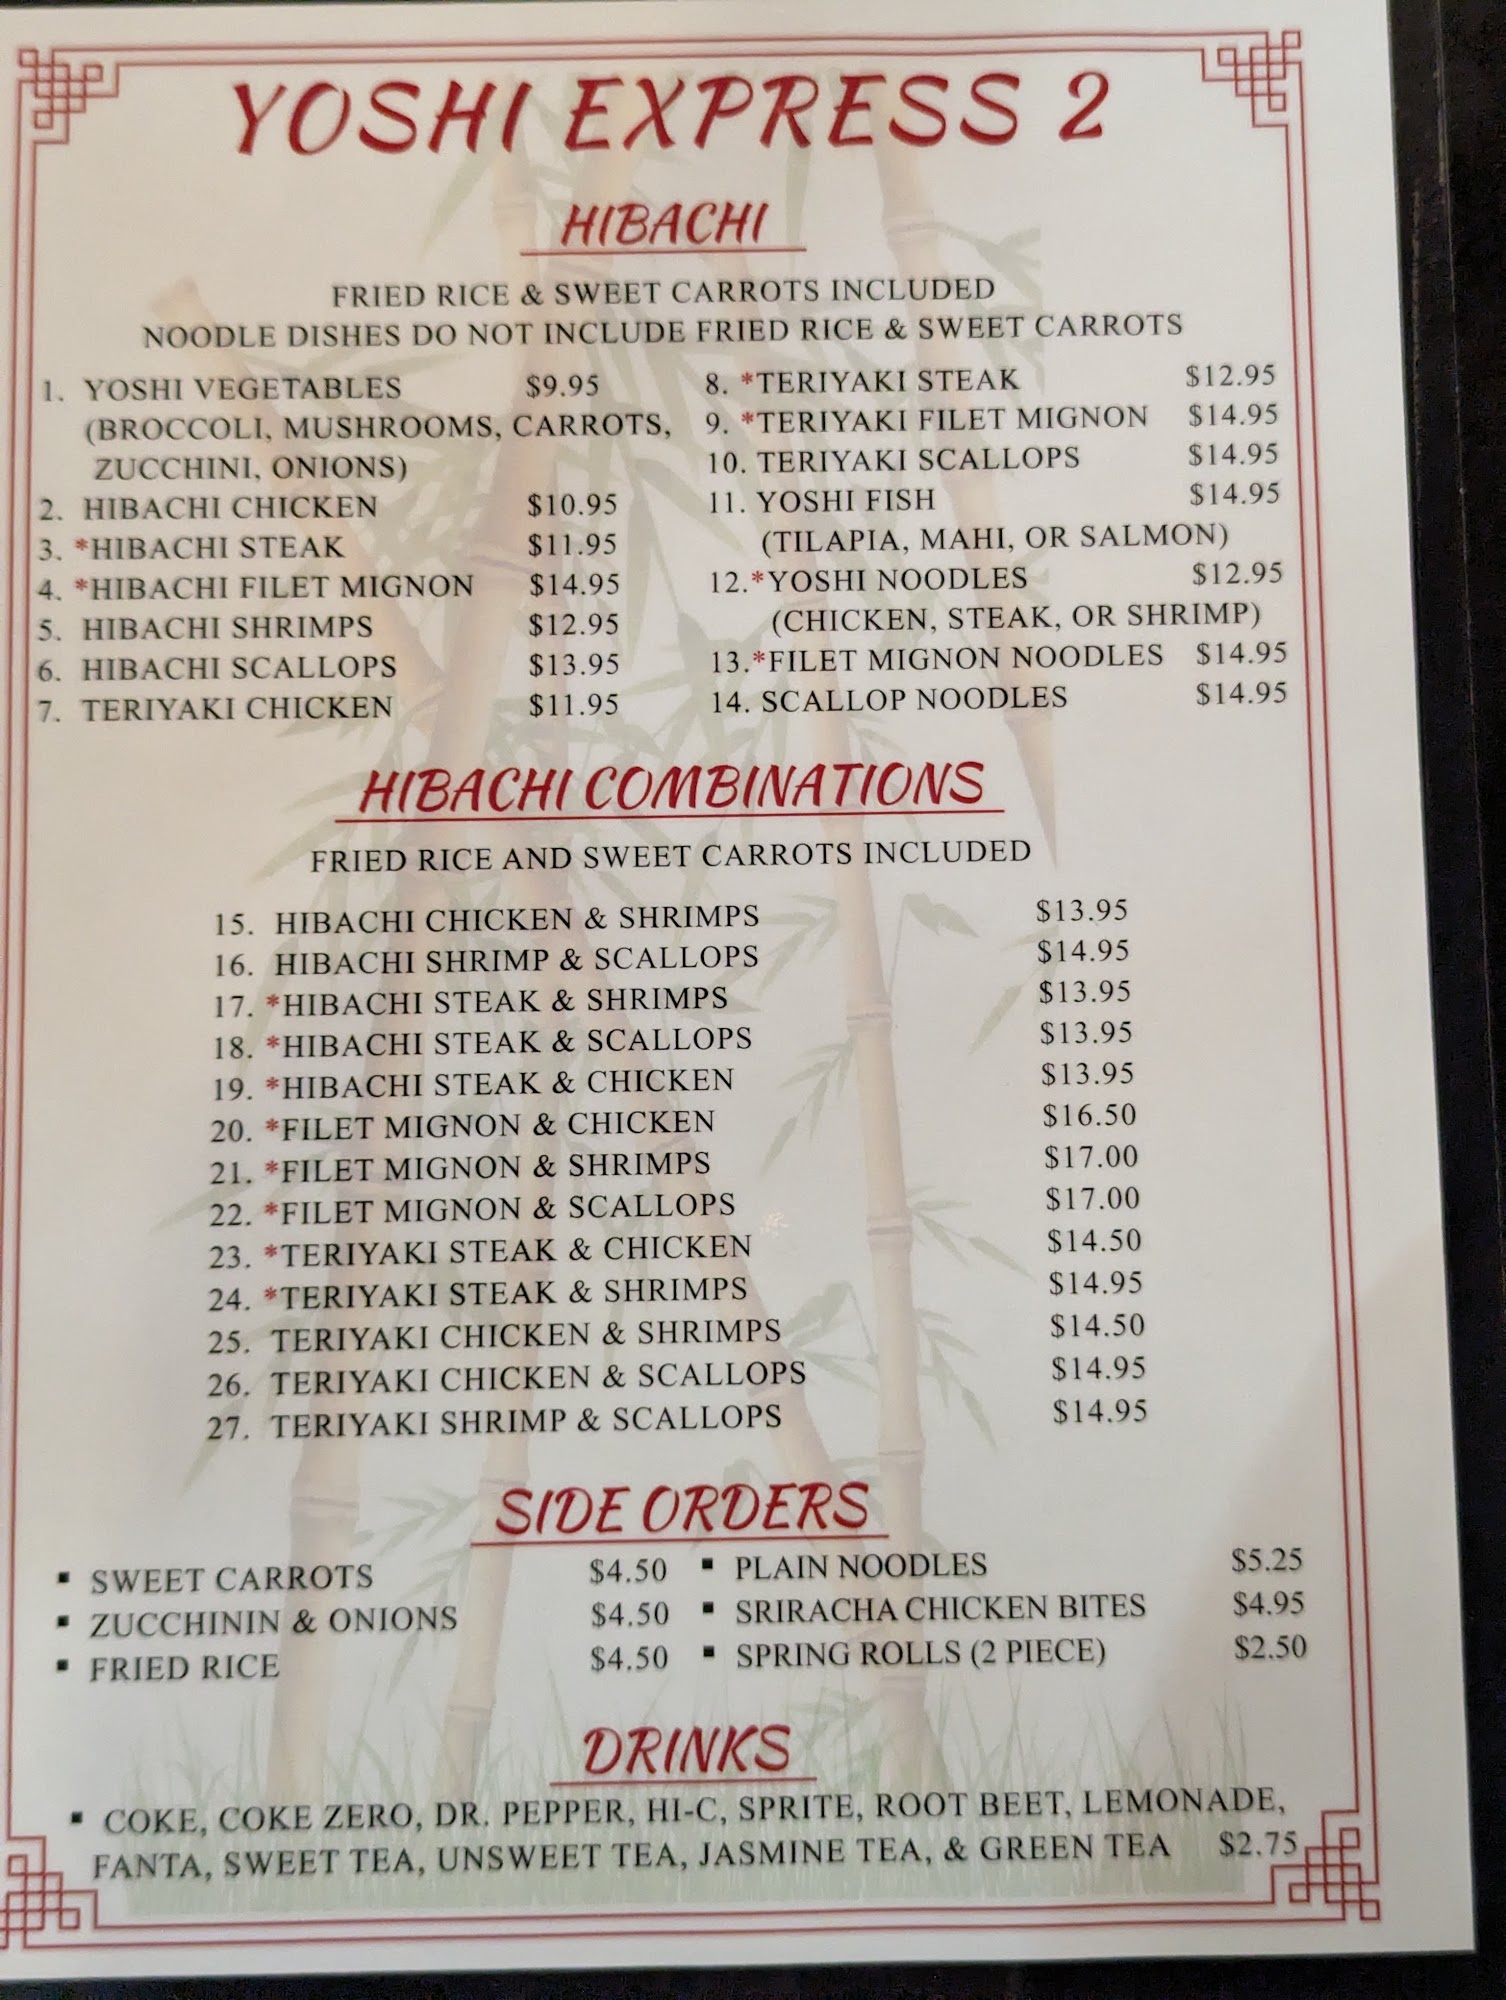 YOSHI EXPRESS 2
HIBACHI
FRIED RICE & SWEET CARROTS INCLUDED
NOODLE DISHES DO NOT INCLUDE FRIED RICE & SWEET CARROTS
1. YOSHI VEGETABLES $9.95
(BROCCOLI, MUSHROOMS, CARROTS,
ZUCCHINI, ONIONS)
2. HIBACHI CHICKEN $10.95
3. *HIBACHI STEAK $11.95
4. *HIBACHI FILET MIGNON $14.95
5. HIBACHI SHRIMPS $12.95
6. HIBACHI SCALLOPS $13.95
7. TERIYAKI CHICKEN $11.95
8. *TERIYAKI STEAK $12.95
9. *TERIYAKI FILET MIGNON $14.95
10. TERIYAKI SCALLOPS $14.95
11. YOSHI FISH $14.95
(TILAPIA, MAHI, OR SALMON)
12.*YOSHI NOODLES $12.95
(CHICKEN, STEAK, OR SHRIMP)
13.*FILET MIGNON NOODLES $14.95
14. SCALLOP NOODLES $14.95
HIBACHI COMBINATIONS
FRIED RICE AND SWEET CARROTS INCLUDED
15. HIBACHI CHICKEN & SHRIMPS $13.95
16. HIBACHI SHRIMP & SCALLOPS $14.95
17. *HIBACHI STEAK & SHRIMPS $13.95
18. *HIBACHI STEAK & SCALLOPS $13.95
19. *HIBACHI STEAK & CHICKEN $13.95
20. *FILET MIGNON & CHICKEN $16.50
21. *FILET MIGNON & SHRIMPS $17.00
22. *FILET MIGNON & SCALLOPS $17.00
23. *TERIYAKI STEAK & CHICKEN $14.50
24. *TERIYAKI STEAK & SHRIMPS $14.95
25. TERIYAKI CHICKEN & SHRIMPS $14.50
26. TERIYAKI CHICKEN & SCALLOPS $14.95
27. TERIYAKI SHRIMP & SCALLOPS $14.95
SIDE ORDERS
▪ SWEET CARROTS $4.50
▪ ZUCCHININ & ONIONS $4.50
▪ FRIED RICE $4.50
▪ PLAIN NOODLES $5.25
▪ SRIRACHA CHICKEN BITES $4.95
▪ SPRING ROLLS (2 PIECE) $2.50
DRINKS
▪ COKE, COKE ZERO, DR. PEPPER, HI-C, SPRITE, ROOT BEET, LEMONADE,
FANTA, SWEET TEA, UNSWEET TEA, JASMINE TEA, & GREEN TEA $2.75